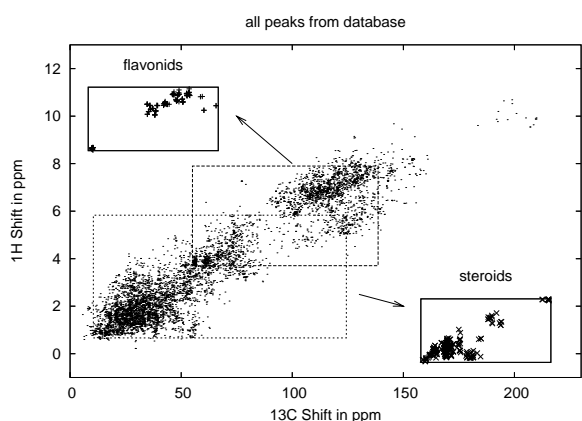 all peaks from database
flavonids
steroids
1H Shift in ppm
12
10
8
6
4
2
0
0 50 100 150 200
13C Shift in ppm